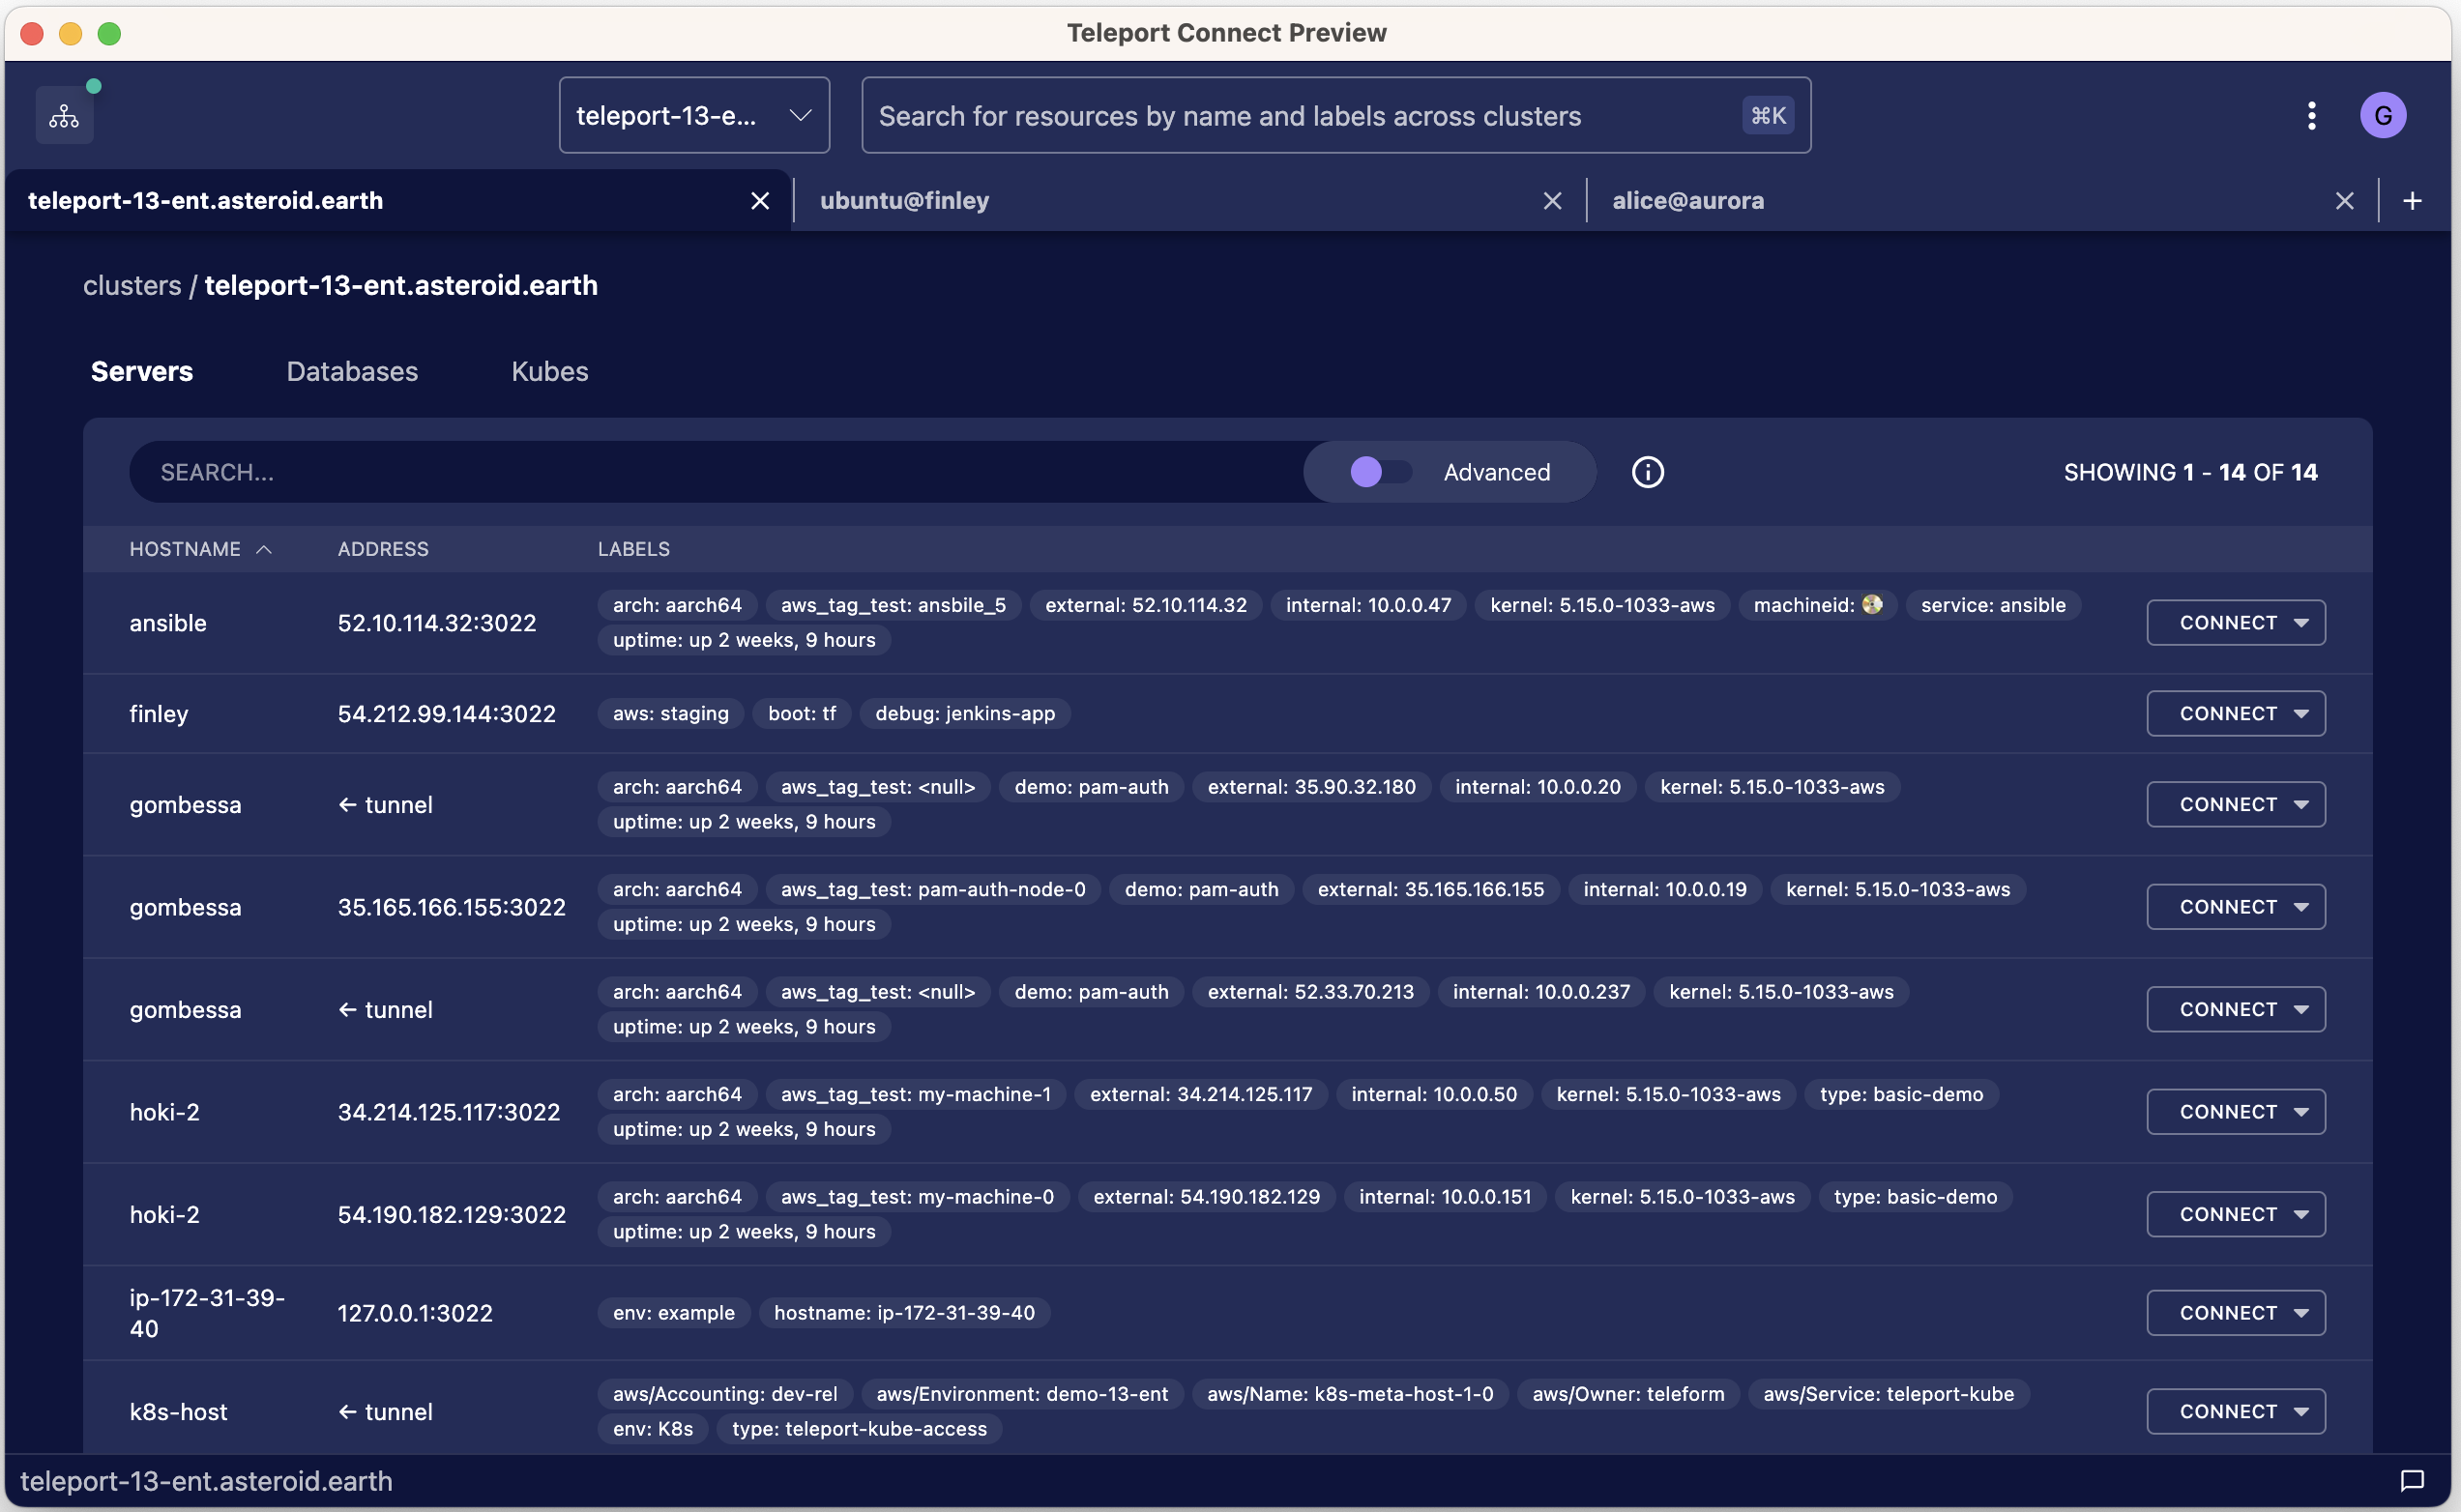 Teleport Connect Preview
teleport-13-e...
Search for resources by name and labels across clusters
⌘K
G
teleport-13-ent.asteroid.earth
ubuntu@finley
alice@aurora
clusters / teleport-13-ent.asteroid.earth
Servers Databases Kubes
SEARCH...
Advanced
SHOWING 1 - 14 OF 14
HOSTNAME ADDRESS LABELS
ansible 52.10.114.32:3022 arch: aarch64 aws_tag_test: ansbile_5 external: 52.10.114.32 internal: 10.0.0.47 kernel: 5.15.0-1033-aws machineid: 📀 service: ansible CONNECT
uptime: up 2 weeks, 9 hours
finley 54.212.99.144:3022 aws: staging boot: tf debug: jenkins-app CONNECT
gombessa ← tunnel arch: aarch64 aws_tag_test: <null> demo: pam-auth external: 35.90.32.180 internal: 10.0.0.20 kernel: 5.15.0-1033-aws CONNECT
uptime: up 2 weeks, 9 hours
gombessa 35.165.166.155:3022 arch: aarch64 aws_tag_test: pam-auth-node-0 demo: pam-auth external: 35.165.166.155 internal: 10.0.0.19 kernel: 5.15.0-1033-aws CONNECT
uptime: up 2 weeks, 9 hours
gombessa ← tunnel arch: aarch64 aws_tag_test: <null> demo: pam-auth external: 52.33.70.213 internal: 10.0.0.237 kernel: 5.15.0-1033-aws CONNECT
uptime: up 2 weeks, 9 hours
hoki-2 34.214.125.117:3022 arch: aarch64 aws_tag_test: my-machine-1 external: 34.214.125.117 internal: 10.0.0.50 kernel: 5.15.0-1033-aws type: basic-demo CONNECT
uptime: up 2 weeks, 9 hours
hoki-2 54.190.182.129:3022 arch: aarch64 aws_tag_test: my-machine-0 external: 54.190.182.129 internal: 10.0.0.151 kernel: 5.15.0-1033-aws type: basic-demo CONNECT
uptime: up 2 weeks, 9 hours
ip-172-31-39-
40 127.0.0.1:3022 env: example hostname: ip-172-31-39-40 CONNECT
k8s-host ← tunnel aws/Accounting: dev-rel aws/Environment: demo-13-ent aws/Name: k8s-meta-host-1-0 aws/Owner: teleform aws/Service: teleport-kube CONNECT
env: K8s type: teleport-kube-access
teleport-13-ent.asteroid.earth